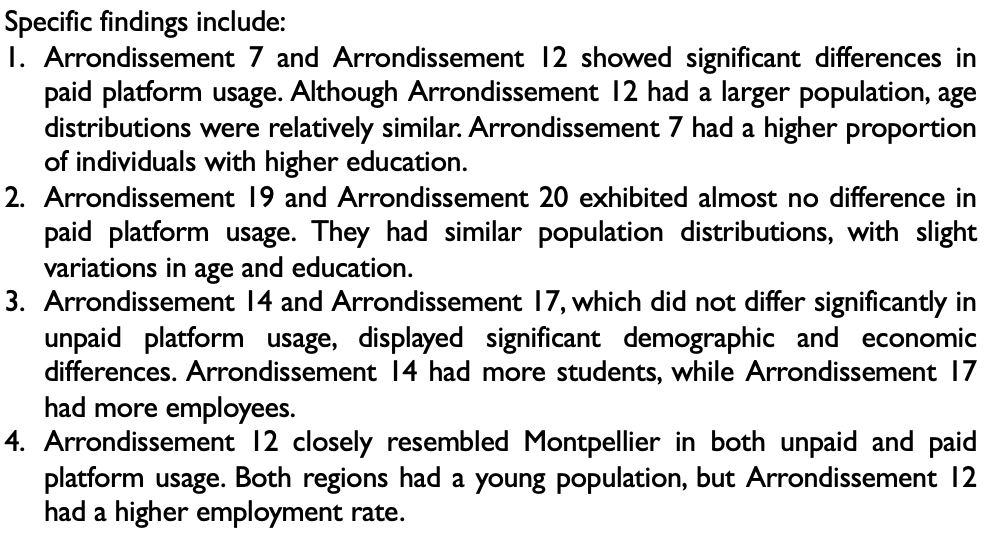 Specific findings include:
1. Arrondissement 7 and Arrondissement 12 showed significant differences in
paid platform usage. Although Arrondissement 12 had a larger population, age
distributions were relatively similar. Arrondissement 7 had a higher proportion
of individuals with higher education.
2. Arrondissement 19 and Arrondissement 20 exhibited almost no difference in
paid platform usage. They had similar population distributions, with slight
variations in age and education.
3. Arrondissement 14 and Arrondissement 17, which did not differ significantly in
unpaid platform usage, displayed significant demographic and economic
differences. Arrondissement 14 had more students, while Arrondissement 17
had more employees.
4. Arrondissement 12 closely resembled Montpellier in both unpaid and paid
platform usage. Both regions had a young population, but Arrondissement 12
had a higher employment rate.